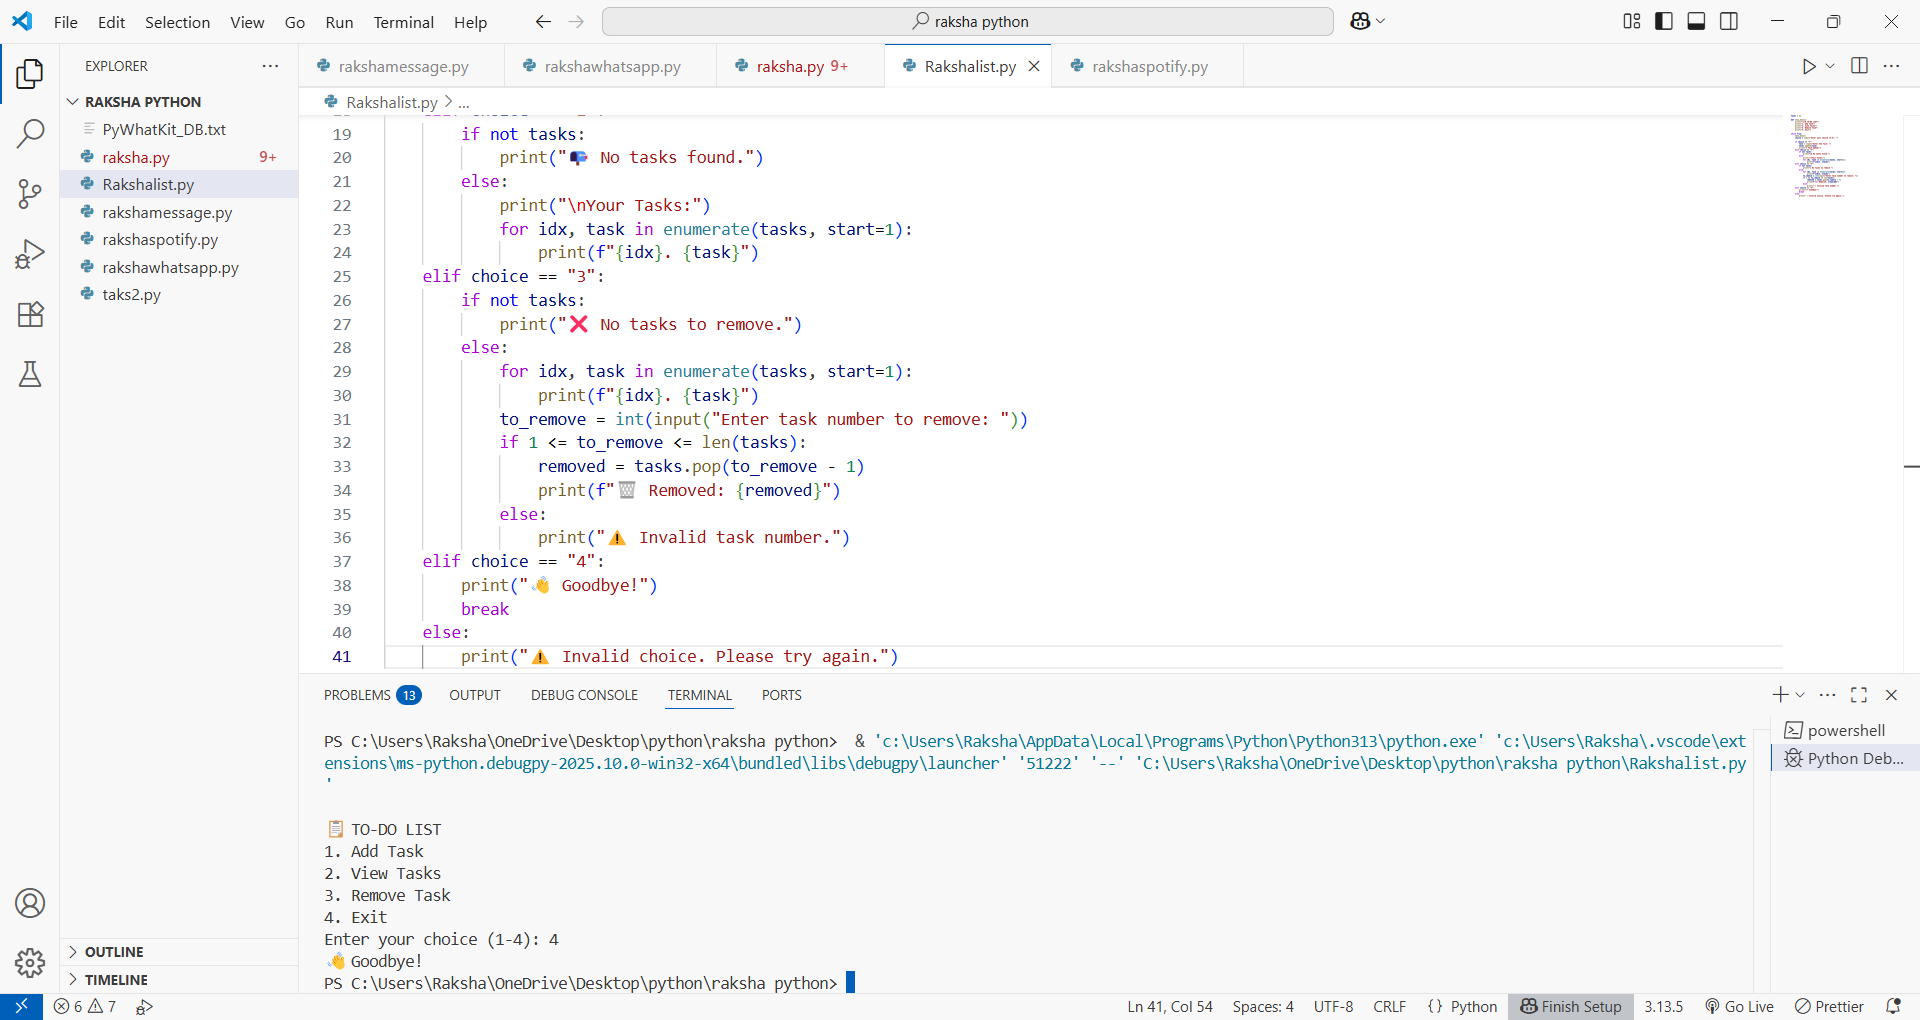 File Edit Selection View Go Run Terminal Help
raksha python
EXPLORER
RAKSHA PYTHON
PyWhatKit_DB.txt
raksha.py 9+
Rakshalist.py
rakshamessage.py
rakshaspotify.py
rakshawhatsapp.py
taks2.py
OUTLINE
TIMELINE
rakshamessage.py rakshawhatsapp.py raksha.py 9+ Rakshalist.py rakshaspotify.py
Rakshalist.py > ...
19 if not tasks:
20 print("📭 No tasks found.")
21 else:
22 print("\nYour Tasks:")
23 for idx, task in enumerate(tasks, start=1):
24 print(f"{idx}. {task}")
25 elif choice == "3":
26 if not tasks:
27 print("❌ No tasks to remove.")
28 else:
29 for idx, task in enumerate(tasks, start=1):
30 print(f"{idx}. {task}")
31 to_remove = int(input("Enter task number to remove: "))
32 if 1 <= to_remove <= len(tasks):
33 removed = tasks.pop(to_remove - 1)
34 print(f"🗑️ Removed: {removed}")
35 else:
36 print("⚠️ Invalid task number.")
37 elif choice == "4":
38 print("👋 Goodbye!")
39 break
40 else:
41 print("⚠️ Invalid choice. Please try again.")
PROBLEMS 13 OUTPUT DEBUG CONSOLE TERMINAL PORTS
PS C:\Users\Raksha\OneDrive\Desktop\python\raksha python> & 'c:\Users\Raksha\AppData\Local\Programs\Python\Python313\python.exe' 'c:\Users\Raksha\.vscode\ext
ensions\ms-python.debugpy-2025.10.0-win32-x64\bundled\libs\debugpy\launcher' '51222' '--' 'C:\Users\Raksha\OneDrive\Desktop\python\raksha python\Rakshalist.py
'
📋 TO-DO LIST
1. Add Task
2. View Tasks
3. Remove Task
4. Exit
Enter your choice (1-4): 4
👋 Goodbye!
PS C:\Users\Raksha\OneDrive\Desktop\python\raksha python>
powershell
Python Deb...
6 7 Ln 41, Col 54 Spaces: 4 UTF-8 CRLF {} Python Finish Setup 3.13.5 Go Live Prettier